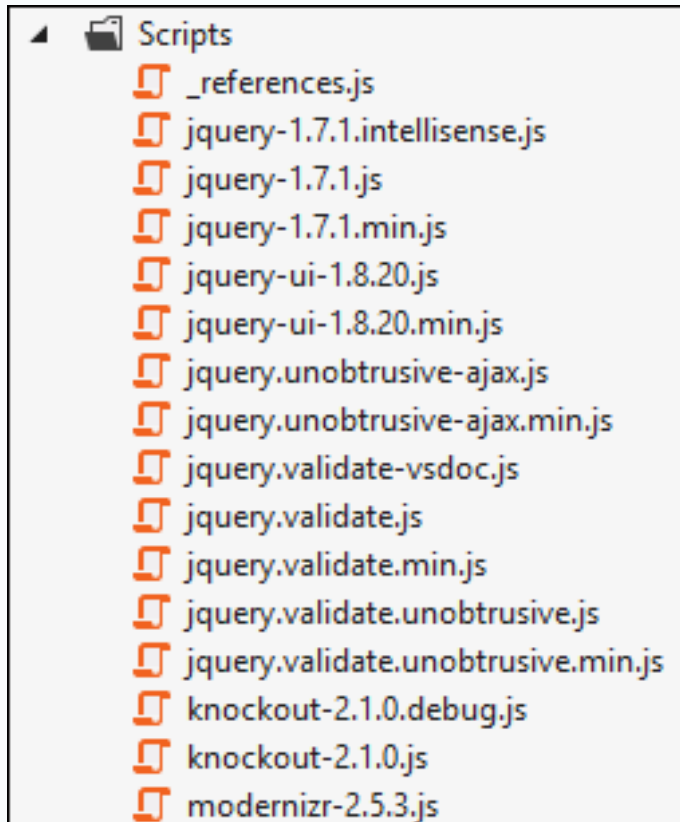 Scripts
_references.js
jquery-1.7.1.intellisense.js
jquery-1.7.1.js
jquery-1.7.1.min.js
jquery-ui-1.8.20.js
jquery-ui-1.8.20.min.js
jquery.unobtrusive-ajax.js
jquery.unobtrusive-ajax.min.js
jquery.validate-vsdoc.js
jquery.validate.js
jquery.validate.min.js
jquery.validate.unobtrusive.js
jquery.validate.unobtrusive.min.js
knockout-2.1.0.debug.js
knockout-2.1.0.js
modernizr-2.5.3.js